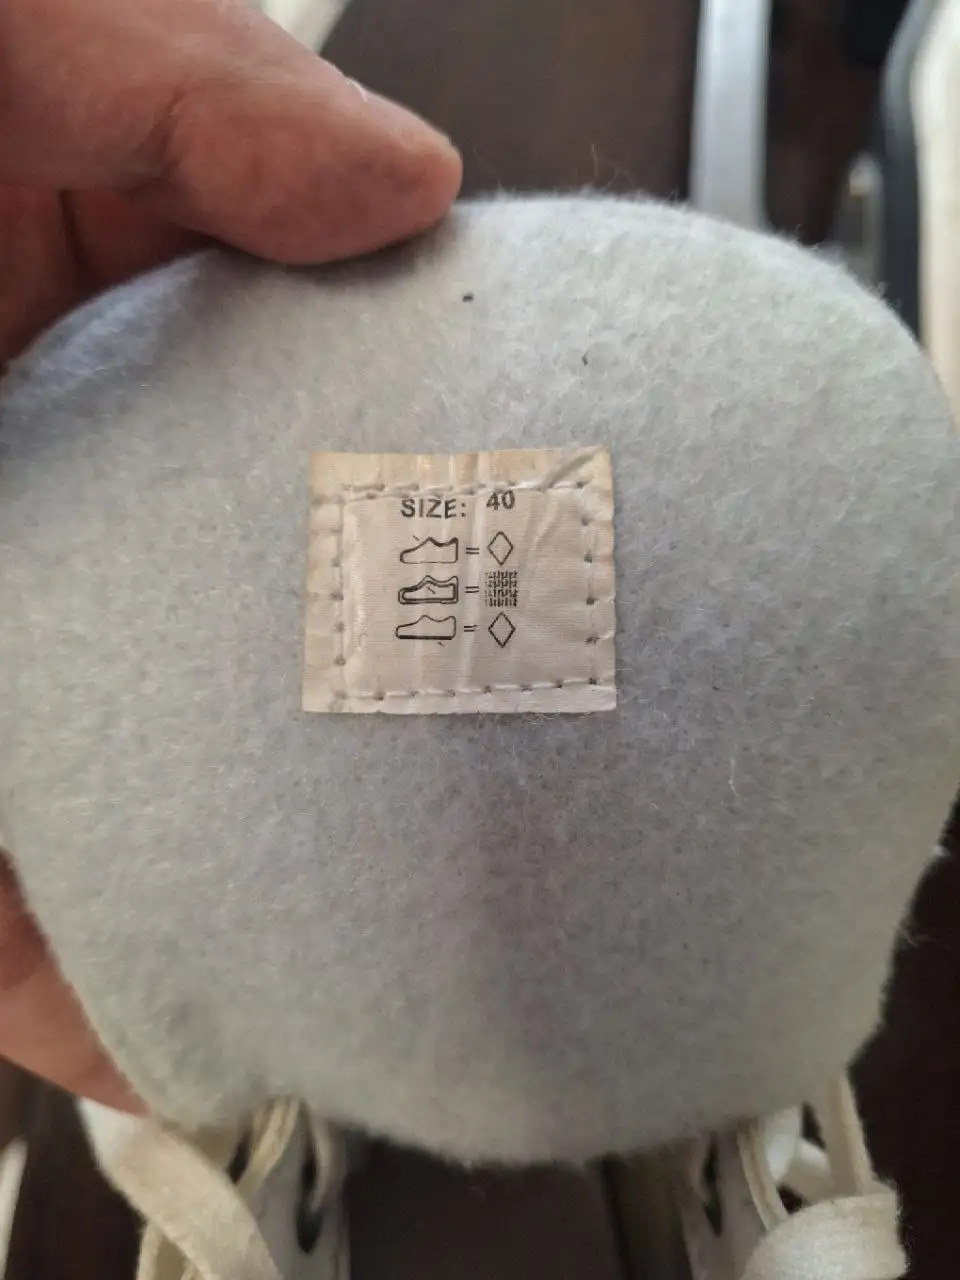 SIZE: 40
=
=
=